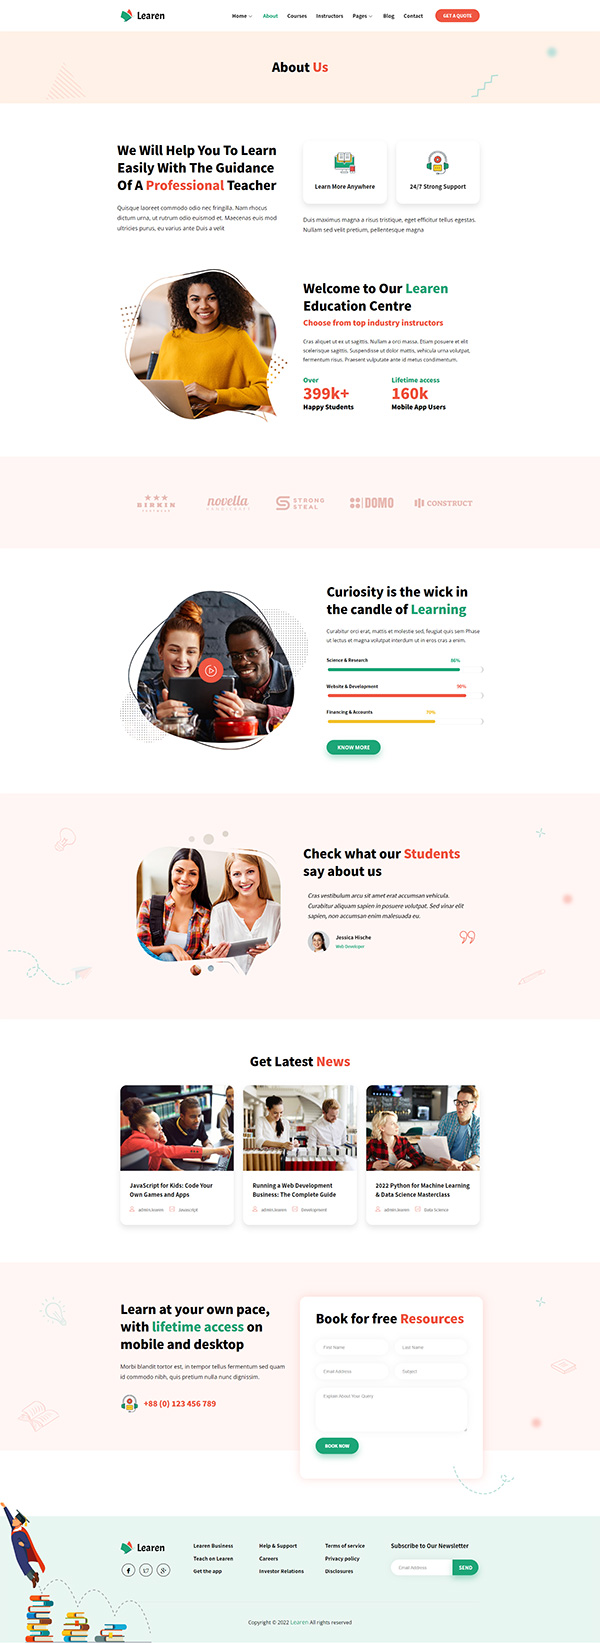 Learen
Home
About
Courses
Instructors
Pages
Blog
Contact
GET A QUOTE
About Us
We Will Help You To Learn
Easily With The Guidance
Of A Professional Teacher
Quisque laoreet commodo odio nec fringilla. Nam rhocus
dictum urna, ut rutrum odio euismod et. Maecenas euis mod
ultricies purus, eu varius ante Duis a velit
Learn More Anywhere
24/7 Strong Support
Duis maximus magna a risus tristique, eget efficitur tellus egestas.
Nullam sed velit pretium, pellentesque magna
Welcome to Our Learen
Education Centre
Choose from top industry instructors
Cras aliquet ut ex ut sagittis. Nullam a orci massa. Etiam posuere et elit
scelerisque sagittis. Suspendisse ut dolor mattis, vehicula urna volutpat,
fermentum risus. Praesent vulputate ante id metus condimentum.
Over
399k+
Happy Students
Lifetime access
160k
Mobile App Users
BIRKIN
novella
STRONG
STEAL
DOMO
CONSTRUCT
Curiosity is the wick in
the candle of Learning
Curabitur orci erat, mattis et molestie sed, feugiat quis sem Phase
ut lectus et magna volutpat interdum ut in eros cras a enim.
Science & Research 86%
Website & Development 90%
Financing & Accounts 70%
KNOW MORE
Check what our Students
say about us
Cras vestibulum arcu sit amet erat accumsan vehicula.
Curabitur aliquam sapien in posuere volutpat. Sed vinar elit
sapien, non accumsan enim malesuada eu.
Jessica Hische
Web Developer
Get Latest News
JavaScript for Kids: Code Your
Own Games and Apps
admin.learen Javascript
Running a Web Development
Business: The Complete Guide
admin.learen Development
2022 Python for Machine Learning
& Data Science Masterclass
admin.learen Data Science
Learn at your own pace,
with lifetime access on
mobile and desktop
Morbi blandit tortor est, in tempor tellus fermentum sed quam
id commodo nibh, quis pretium nulla nunc dignissim.
+88 (0) 123 456 789
Book for free Resources
First Name
Last Name
Email Address
Subject
Explain About Your Query
BOOK NOW
Learen
Learen Business
Teach on Learen
Get the app
Help & Support
Careers
Investor Relations
Terms of service
Privacy policy
Disclosures
Subscribe to Our Newsletter
Email Address
SEND
Copyright © 2022 Learen All rights reserved